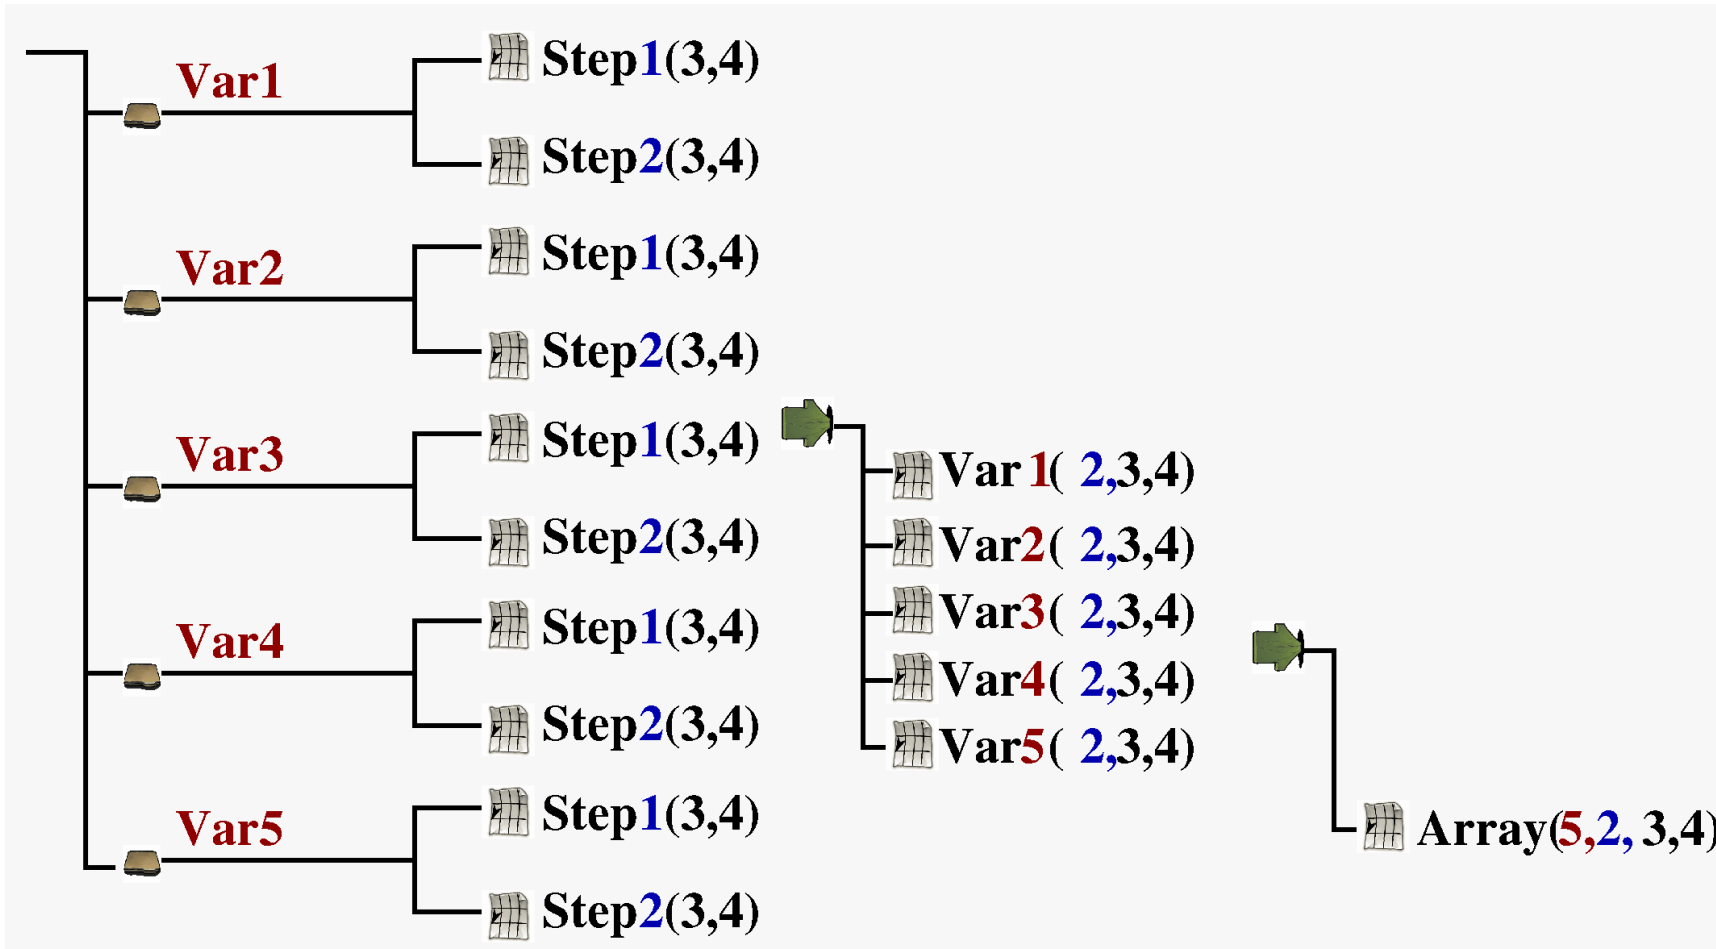 Var1
Step1(3,4)
Step2(3,4)
Var2
Step1(3,4)
Step2(3,4)
Var3
Step1(3,4)
Step2(3,4)
Var4
Step1(3,4)
Step2(3,4)
Var5
Step1(3,4)
Step2(3,4)
Var 1( 2,3,4)
Var2( 2,3,4)
Var3( 2,3,4)
Var4( 2,3,4)
Var5( 2,3,4)
Array(5,2, 3,4)